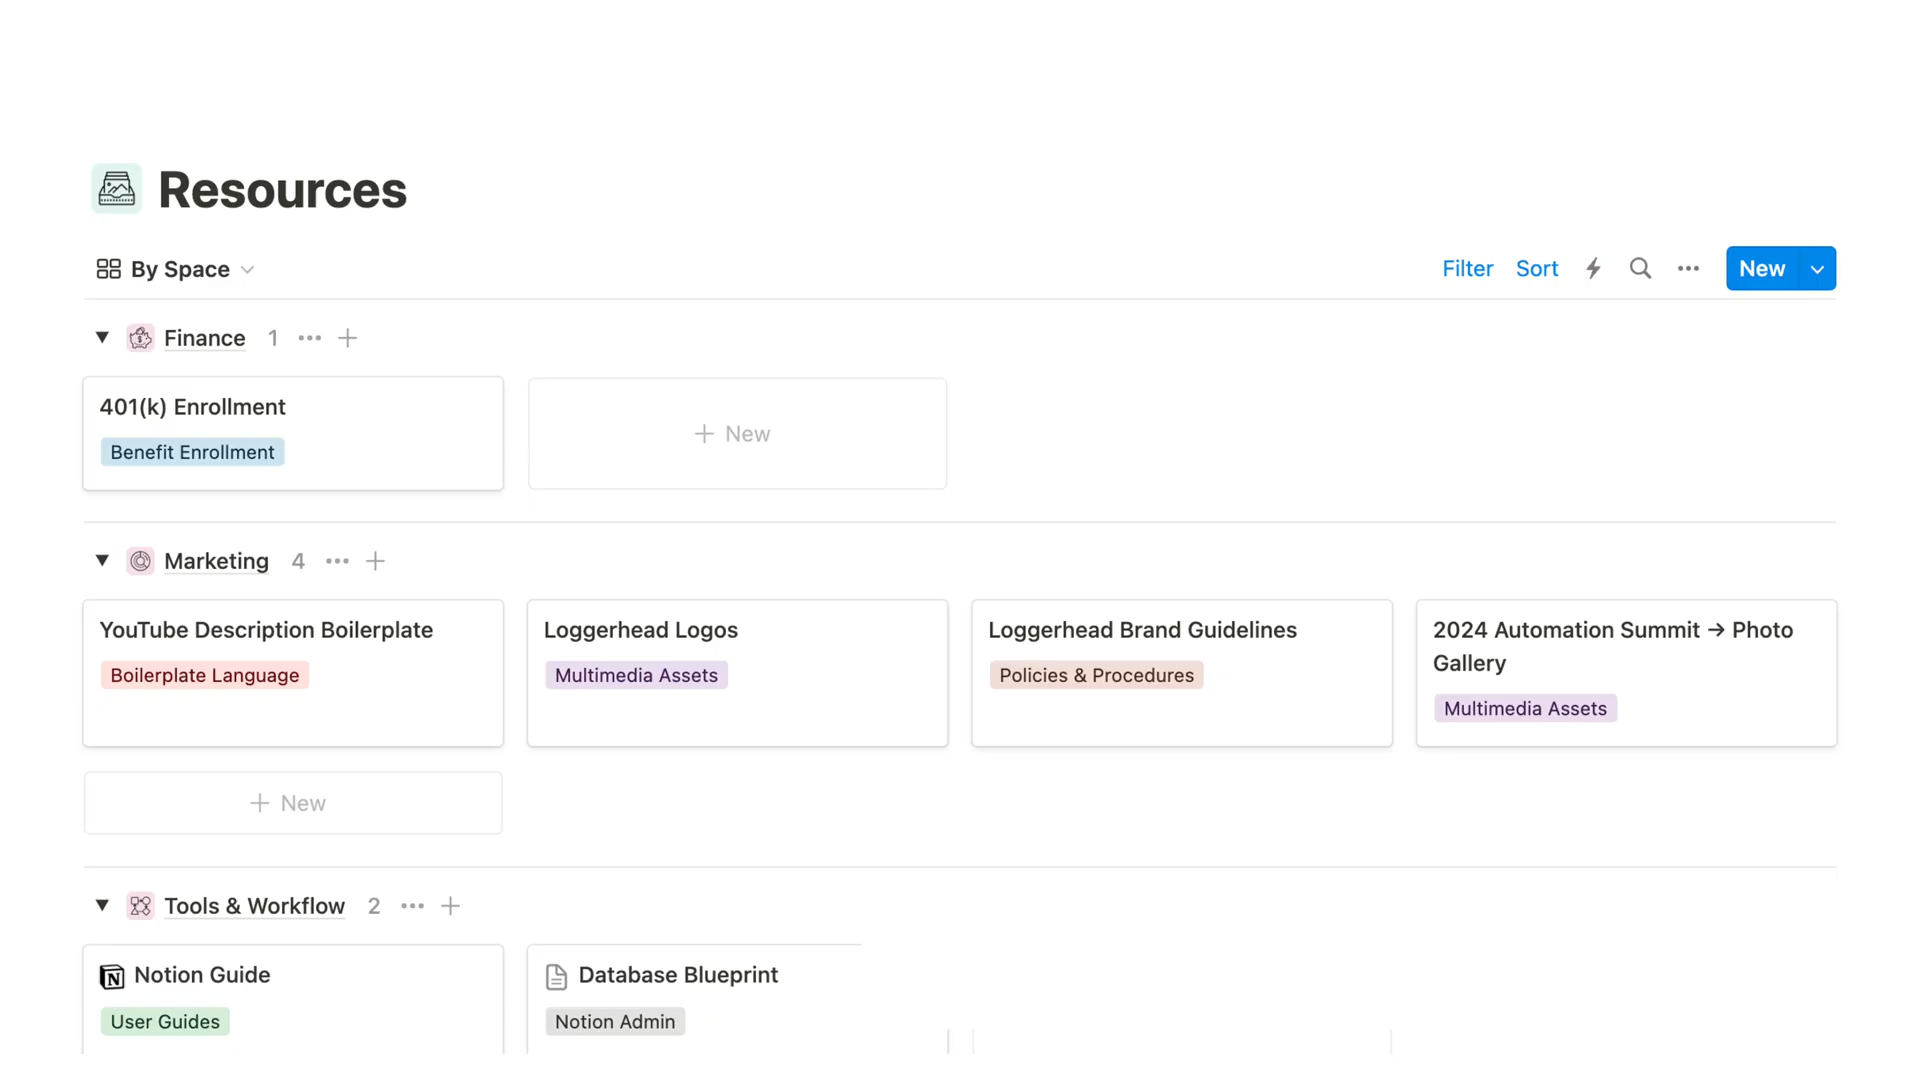 Resources
By Space
Filter Sort New
Finance 1
401(k) Enrollment
Benefit Enrollment
+ New
Marketing 4
YouTube Description Boilerplate
Boilerplate Language
Loggerhead Logos
Multimedia Assets
Loggerhead Brand Guidelines
Policies & Procedures
2024 Automation Summit → Photo
Gallery
Multimedia Assets
+ New
Tools & Workflow 2
Notion Guide
User Guides
Database Blueprint
Notion Admin